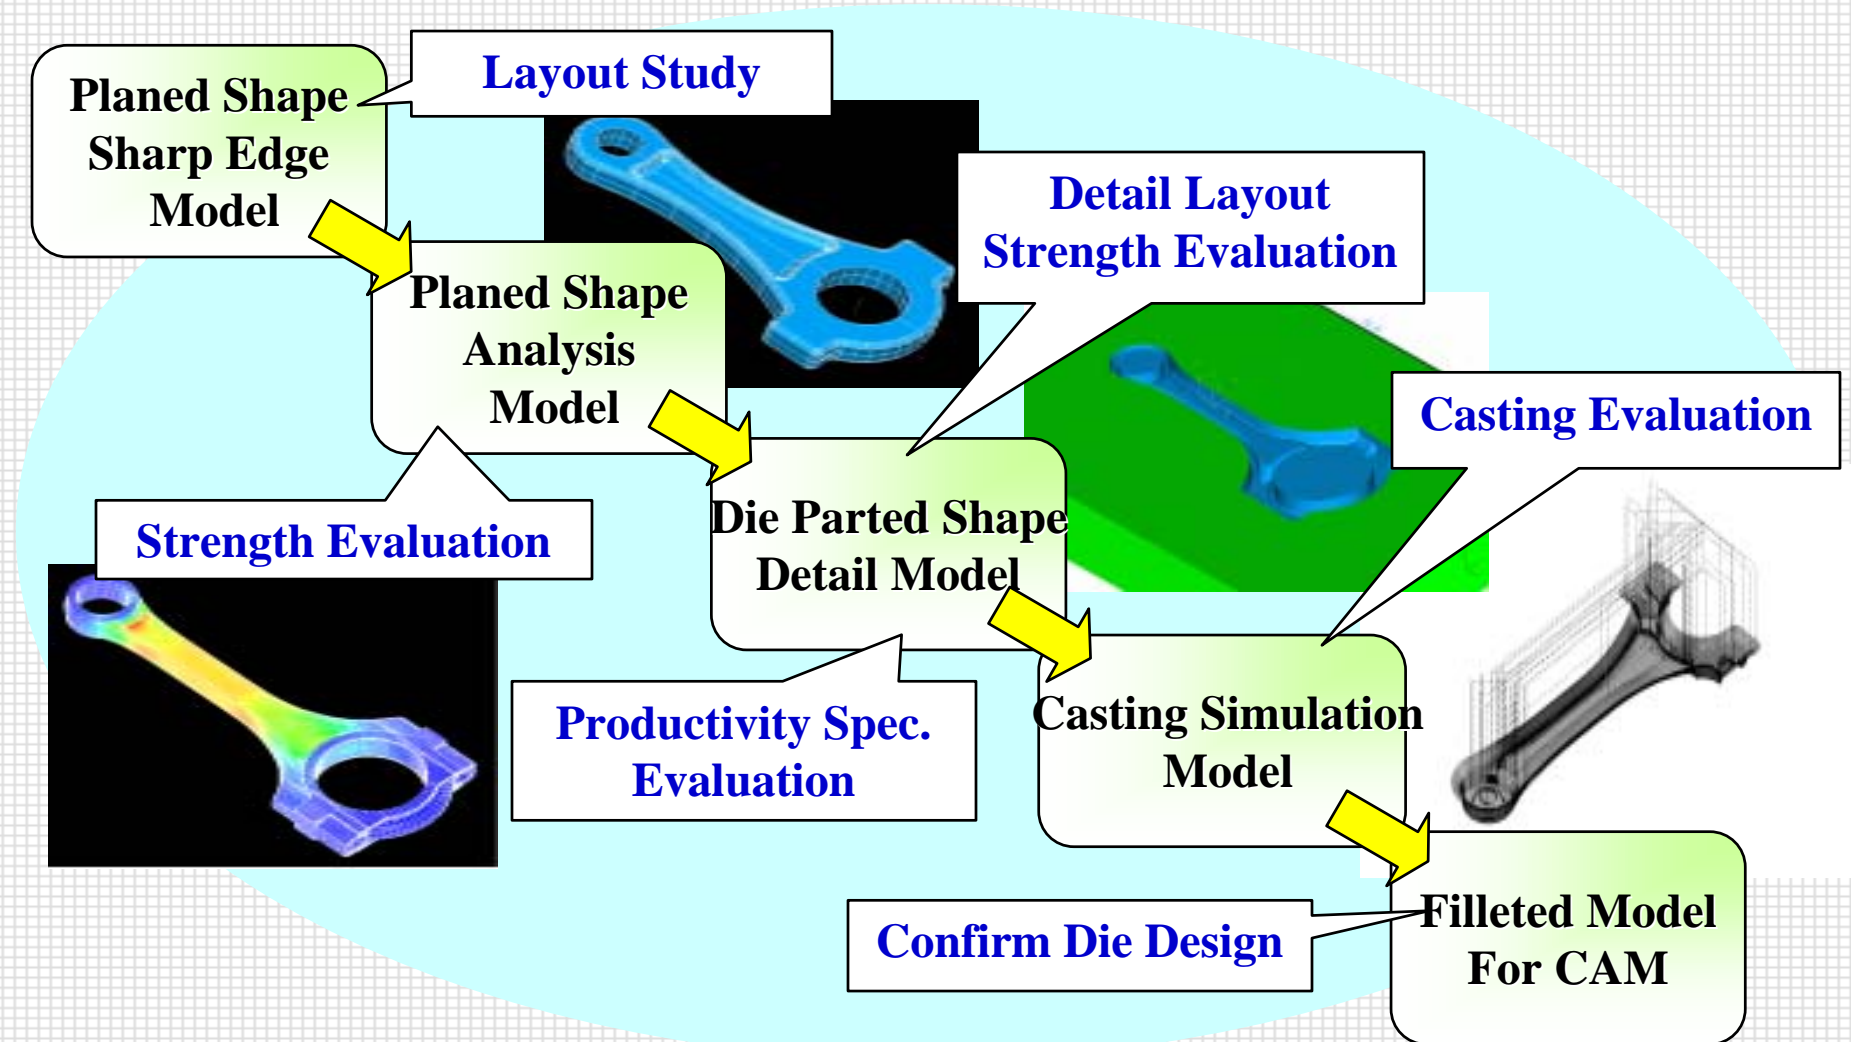 Layout Study
Planed Shape
Sharp Edge
Model
Detail Layout
Strength Evaluation
Planed Shape
Analysis
Model
Casting Evaluation
Strength Evaluation
Die Parted Shape
Detail Model
Productivity Spec.
Evaluation
Casting Simulation
Model
Confirm Die Design
Filleted Model
For CAM